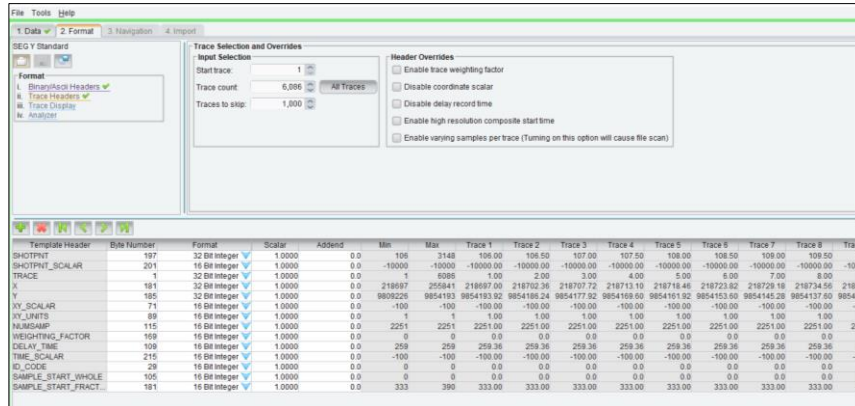 File Tools Help
1. Data 2. Format 3. Navigation 4. Import
SEG Y Standard
Format
i. Binary/Ascii Headers
ii. Trace Headers
iii. Trace Display
iv. Analyzer
Trace Selection and Overrides
Input Selection
Start trace: 1
Trace count: 6,086 All Traces
Traces to skip: 1,000
Header Overrides
Enable trace weighting factor
Disable coordinate scalar
Disable delay record time
Enable high resolution composite start time
Enable varying samples per trace (Turning on this option will cause file scan)
Template Header Byte Number Format Scalar Addend Min Max Trace 1 Trace 2 Trace 3 Trace 4 Trace 5 Trace 6 Trace 7 Trace 8
SHOTPNT 197 32 Bit Integer 1.0000 0.0 106 3148 106.00 106.50 107.00 107.50 108.00 108.50 109.00 109.50
SHOTPNT_SCALAR 201 16 Bit Integer 1.0000 0.0 -10000 -10000 -10000.00 -10000.00 -10000.00 -10000.00 -10000.00 -10000.00 -10000.00 -10000.00
TRACE 1 32 Bit Integer 1.0000 0.0 1 6086 1.00 2.00 3.00 4.00 5.00 6.00 7.00 8.00
X 181 32 Bit Integer 1.0000 0.0 218697 255841 218697.00 218702.36 218707.72 218713.10 218718.46 218723.82 218729.18 218734.56
Y 185 32 Bit Integer 1.0000 0.0 9809226 9854193 9854193.92 9854186.24 9854177.92 9854169.60 9854161.92 9854153.60 9854145.28 9854137.60
XY_SCALAR 71 16 Bit Integer 1.0000 0.0 -100 -100 -100.00 -100.00 -100.00 -100.00 -100.00 -100.00 -100.00 -100.00
XY_UNITS 89 16 Bit Integer 1.0000 0.0 1 1 1.00 1.00 1.00 1.00 1.00 1.00 1.00 1.00
NUMSAMP 115 16 Bit Integer 1.0000 0.0 2251 2251 2251.00 2251.00 2251.00 2251.00 2251.00 2251.00 2251.00 2251.00
WEIGHTING_FACTOR 169 16 Bit Integer 1.0000 0.0 0 0 0.0 0.0 0.0 0.0 0.0 0.0 0.0 0.0
DELAY_TIME 109 16 Bit Integer 1.0000 0.0 259 259 259.36 259.36 259.36 259.36 259.36 259.36 259.36 259.36
TIME_SCALAR 215 16 Bit Integer 1.0000 0.0 -100 -100 -100.00 -100.00 -100.00 -100.00 -100.00 -100.00 -100.00 -100.00
ID_CODE 29 16 Bit Integer 1.0000 0.0 0 0 0.0 0.0 0.0 0.0 0.0 0.0 0.0 0.0
SAMPLE_START_WHOLE 105 16 Bit Integer 1.0000 0.0 0 0 0.0 0.0 0.0 0.0 0.0 0.0 0.0 0.0
SAMPLE_START_FRACT... 181 16 Bit Integer 1.0000 0.0 333 390 333.00 333.00 333.00 333.00 333.00 333.00 333.00 333.00